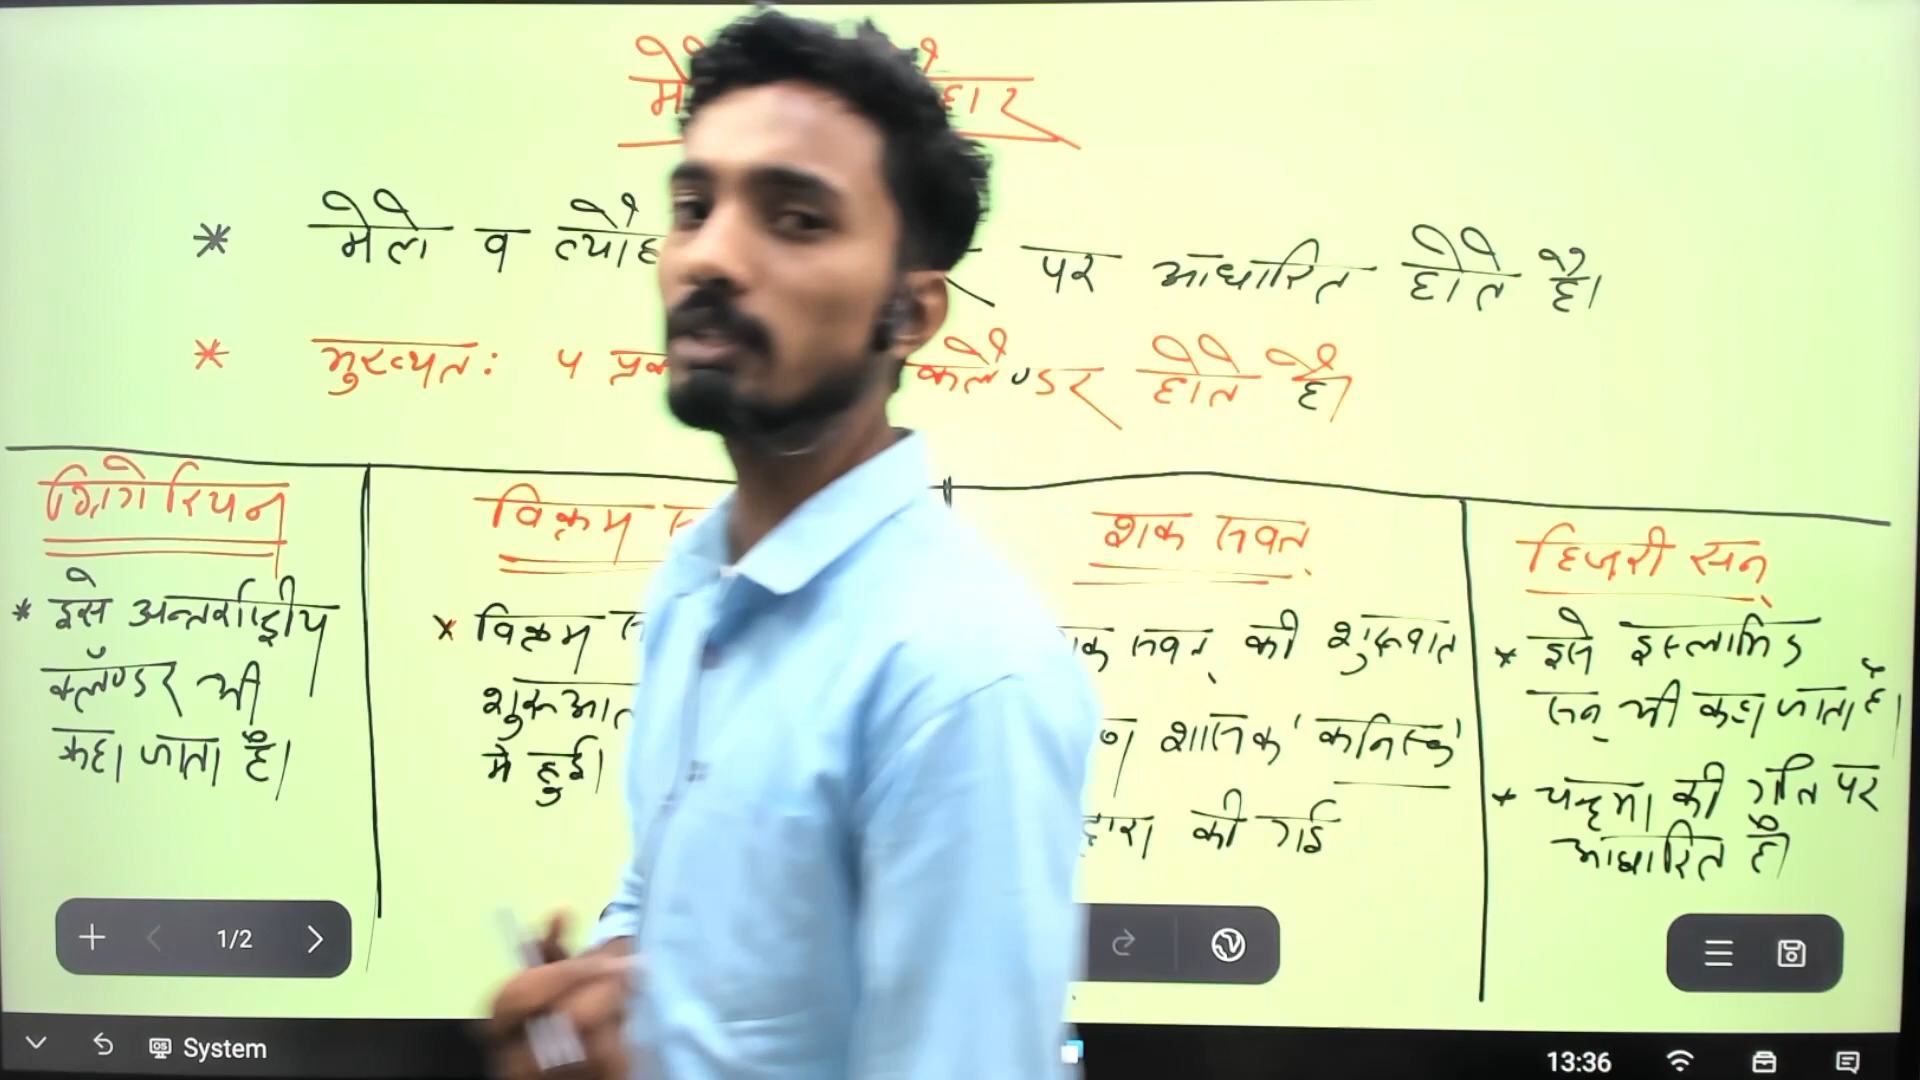 * मेले व पर आधारित होते है।
* मुख्यतः 4 कलेण्डर होते है
ग्रिगेरियन
* इसे अन्तर्राष्ट्रीय
कलॅण्डर भी
कहा जाता है।
विक्रम
* विक्रम
शुरूआत
मे हुई।
शक सवत्
सवत् की शुरूवात
शासक 'कनिस्क'
द्वारा की गई
हिजरी सन्
* इसे इस्लामिक
सन् भी कहा जाता है।
* चन्द्रमा की गति पर
आधारित है
1/2
System
13:36